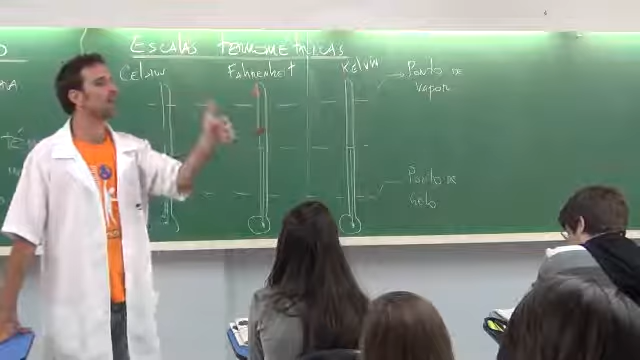 Escalas termométricas
Celsius Fahrenheit Kelvin
Ponto de
vapor
Ponto de
gelo